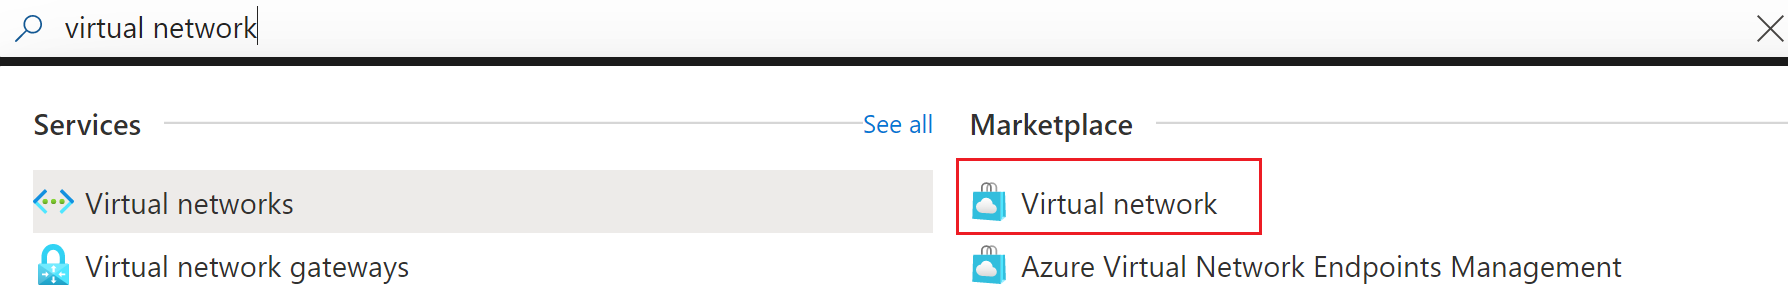 virtual network
Services
See all
Virtual networks
Virtual network gateways
Marketplace
Virtual network
Azure Virtual Network Endpoints Management